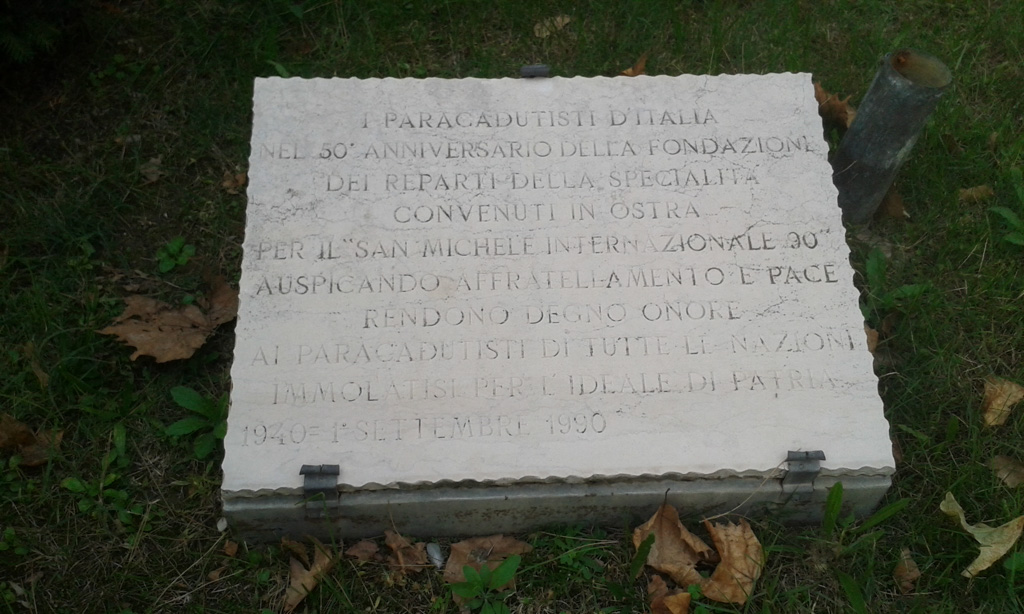 I PARACADUTISTI D'ITALIA
NEL 50° ANNIVERSARIO DELLA FONDAZIONE
DEI REPARTI DELLA SPECIALITA
CONVENUTI IN OSTRA
PER IL "SAN MICHELE INTERNAZIONALE 90"
AUSPICANDO AFFRATELLAMENTO E PACE
RENDONO DEGNO ONORE
AI PARACADUTISTI DI TUTTE LE NAZIONI
IMMOLATISI PER L'IDEALE DI PATRIA
1940 = 1° SETTEMBRE 1990